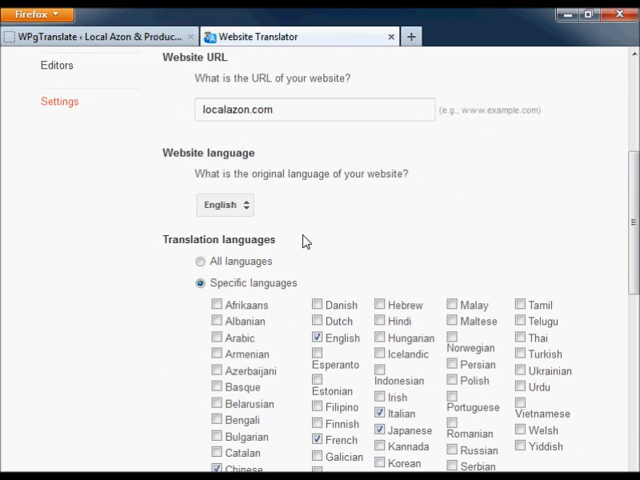 Firefox
WPgTranslate ‹ Local Azon & Produc...
Website Translator
Website URL
Editors
What is the URL of your website?
Settings
localazon.com
(e.g., www.example.com)
Website language
What is the original language of your website?
English
Translation languages
All languages
Specific languages
Afrikaans Danish Hebrew Malay Tamil
Albanian Dutch Hindi Maltese Telugu
Arabic English Hungarian Norwegian Thai
Armenian Esperanto Icelandic Persian Turkish
Azerbaijani Estonian Indonesian Polish Ukrainian
Basque Filipino Irish Portuguese Urdu
Belarusian Finnish Italian Romanian Vietnamese
Bengali French Japanese Russian Welsh
Bulgarian Galician Kannada Serbian Yiddish
Catalan Korean
Chinese